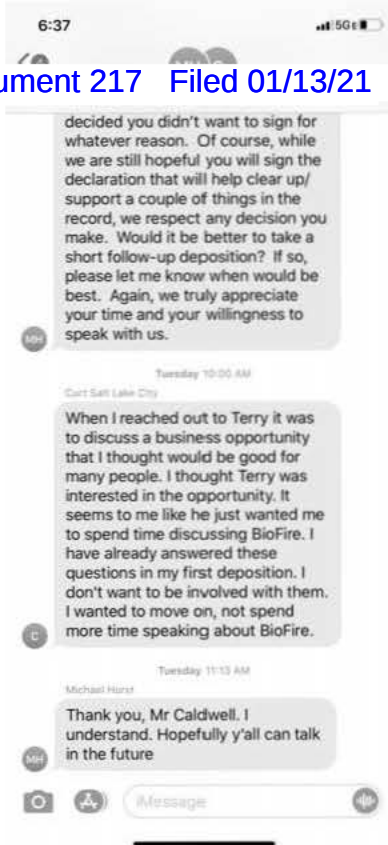 6:37
5GE
ument 217 Filed 01/13/21
decided you didn't want to sign for
whatever reason. Of course, while
we are still hopeful you will sign the
declaration that will help clear up/
support a couple of things in the
record, we respect any decision you
make. Would it be better to take a
short follow-up deposition? If so,
please let me know when would be
best. Again, we truly appreciate
your time and your willingness to
speak with us.
MH
Tuesday 10:00 AM
Curt Salt Lake City
When I reached out to Terry it was
to discuss a business opportunity
that I thought would be good for
many people. I thought Terry was
interested in the opportunity. It
seems to me like he just wanted me
to spend time discussing BioFire. I
have already answered these
questions in my first deposition. I
don't want to be involved with them.
I wanted to move on, not spend
more time speaking about BioFire.
C
Tuesday 11:13 AM
Michael Hurst
Thank you, Mr Caldwell. I
understand. Hopefully y'all can talk
in the future
MH
iMessage